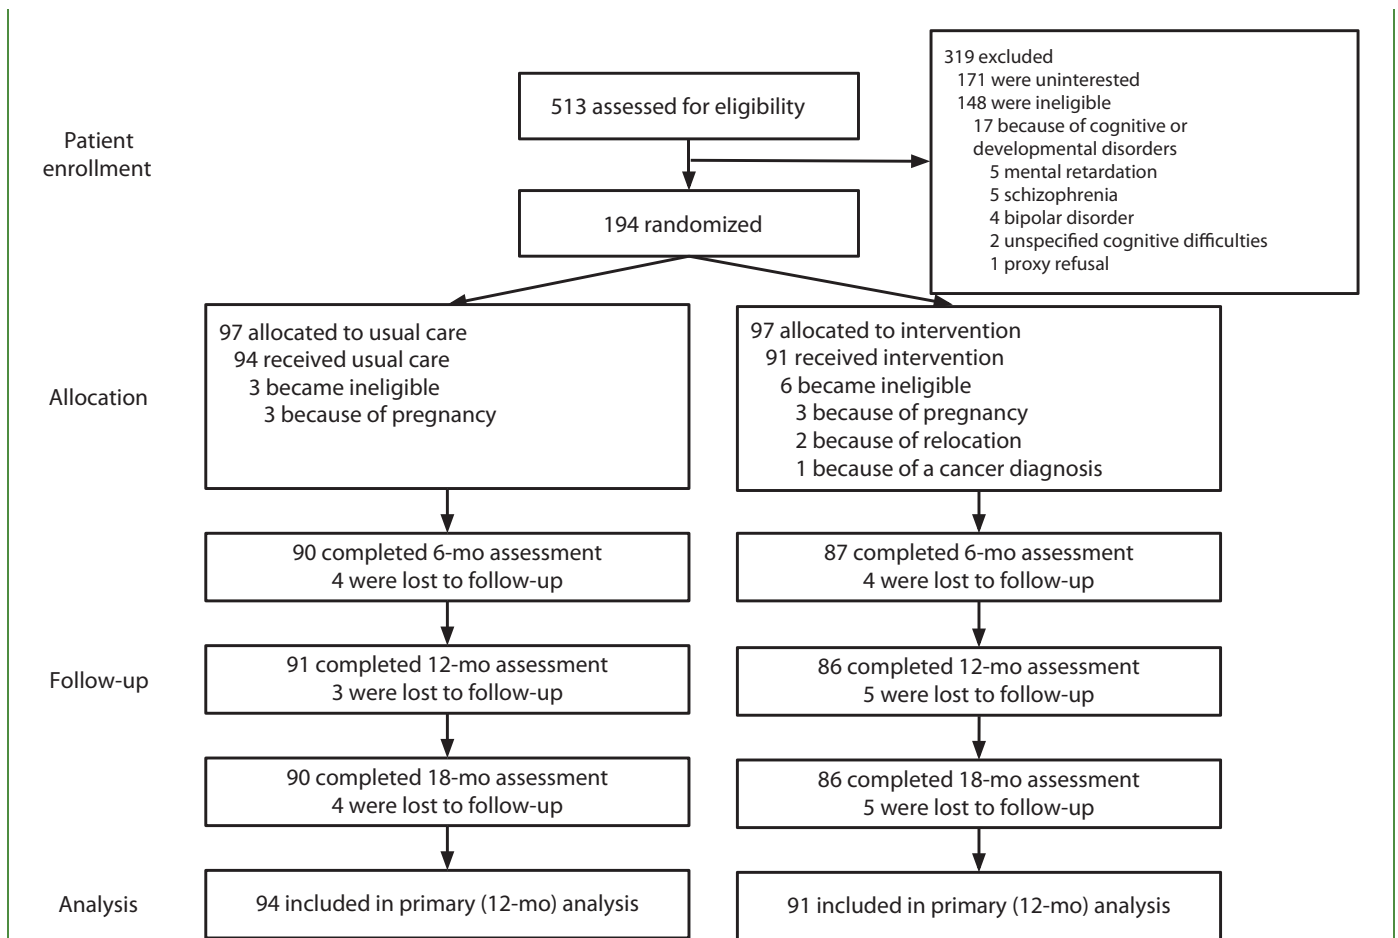 Patient
enrollment
513 assessed for eligibility
319 excluded
171 were uninterested
148 were ineligible
17 because of cognitive or
developmental disorders
5 mental retardation
5 schizophrenia
4 bipolar disorder
2 unspecified cognitive difficulties
1 proxy refusal
194 randomized
Allocation
97 allocated to usual care
94 received usual care
3 became ineligible
3 because of pregnancy
97 allocated to intervention
91 received intervention
6 became ineligible
3 because of pregnancy
2 because of relocation
1 because of a cancer diagnosis
Follow-up
90 completed 6-mo assessment
4 were lost to follow-up
87 completed 6-mo assessment
4 were lost to follow-up
91 completed 12-mo assessment
3 were lost to follow-up
86 completed 12-mo assessment
5 were lost to follow-up
90 completed 18-mo assessment
4 were lost to follow-up
86 completed 18-mo assessment
5 were lost to follow-up
Analysis
94 included in primary (12-mo) analysis
91 included in primary (12-mo) analysis